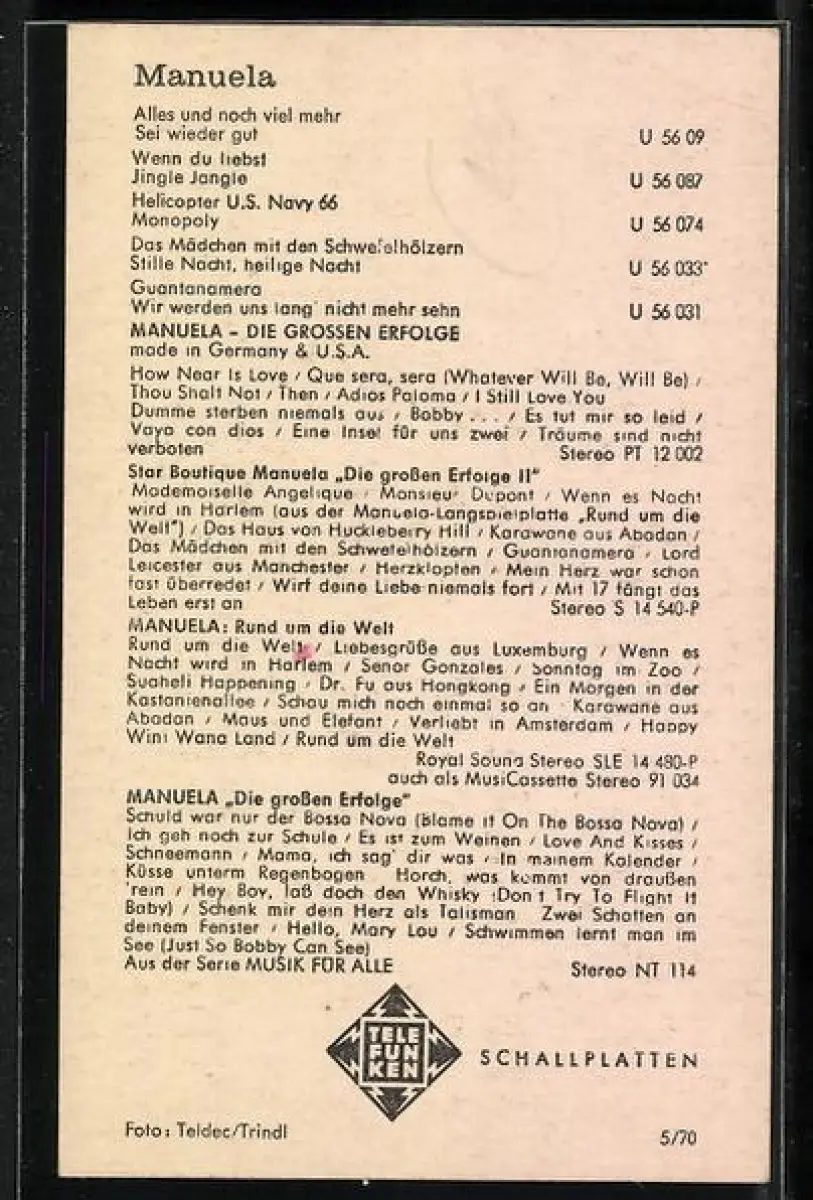 Manuela
Alles und noch viel mehr
Sei wieder gut U 56 09
Wenn du liebst
Jingle Jangle U 56 087
Helicopter U.S. Navy 66
Monopoly U 56 074
Das Mädchen mit den Schwefelhölzern
Stille Nacht, heilige Nacht U 56 033*
Guantanamera
Wir werden uns lang' nicht mehr sehn U 56 031
MANUELA – DIE GROSSEN ERFOLGE
made in Germany & U.S.A.
How Near Is Love / Que sera, sera (Whatever Will Be, Will Be) /
Thou Shalt Not / Then / Adios Paloma / I Still Love You
Dumme sterben niemals aus / Bobby . . . / Es tut mir so leid /
Vaya con dios / Eine Insel für uns zwei / Träume sind nicht
verboten Stereo PT 12 002
Star Boutique Manuela „Die großen Erfolge II"
Mademoiselle Angelique / Monsieur Dupont / Wenn es Nacht
wird in Harlem (aus der Manuela-Langspielplatte „Rund um die
Welt") / Das Haus von Huckleberry Hill / Karawane aus Abadan /
Das Mädchen mit den Schwefelhölzern / Guantanamera / Lord
Leicester aus Manchester / Herzklopfen / Mein Herz war schon
fast überredet / Wirf deine Liebe niemals fort / Mit 17 fängt das
Leben erst an Stereo S 14 540-P
MANUELA: Rund um die Welt
Rund um die Welt / Liebesgrüße aus Luxemburg / Wenn es
Nacht wird in Harlem / Senor Gonzales / Sonntag im Zoo /
Suaheli Happening / Dr. Fu aus Hongkong / Ein Morgen in der
Kastanienallee / Schau mich noch einmal so an · Karawane aus
Abadan / Maus und Elefant / Verliebt in Amsterdam / Happy
Wini Wana Land / Rund um die Welt
Royal Sound Stereo SLE 14 480-P
auch als MusiCassette Stereo 91 034
MANUELA „Die großen Erfolge"
Schuld war nur der Bossa Nova (Blame it On The Bossa Nova) /
Ich geh noch zur Schule / Es ist zum Weinen / Love And Kisses /
Schneemann / Mama, ich sag' dir was / In mainem Kalender /
Küsse unterm Regenbogen Horch, was kommt von draußen
'rein / Hey Boy, laß doch den Whisky (Don't Try To Flight It
Baby) / Schenk mir dein Herz als Talisman Zwei Schatten an
deinem Fenster / Hello, Mary Lou / Schwimmen lernt man im
See (Just So Bobby Can See)
Aus der Serie MUSIK FÜR ALLE Stereo NT 114
TELE
FUN
KEN
SCHALLPLATTEN
Foto: Teldec/Trindl 5/70